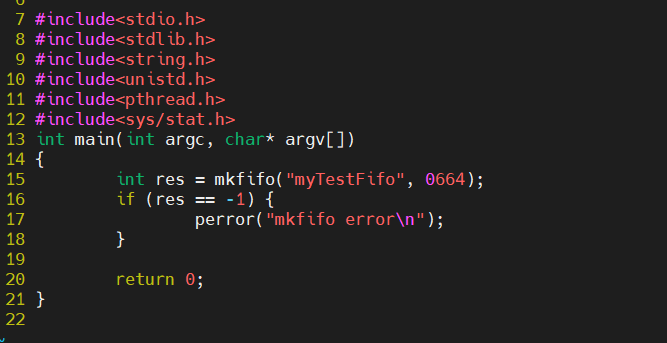 6
7 #include<stdio.h>
8 #include<stdlib.h>
9 #include<string.h>
10 #include<unistd.h>
11 #include<pthread.h>
12 #include<sys/stat.h>
13 int main(int argc, char* argv[])
14 {
15         int res = mkfifo("myTestFifo", 0664);
16         if (res == -1) {
17                 perror("mkfifo error\n");
18         }
19
20         return 0;
21 }
22